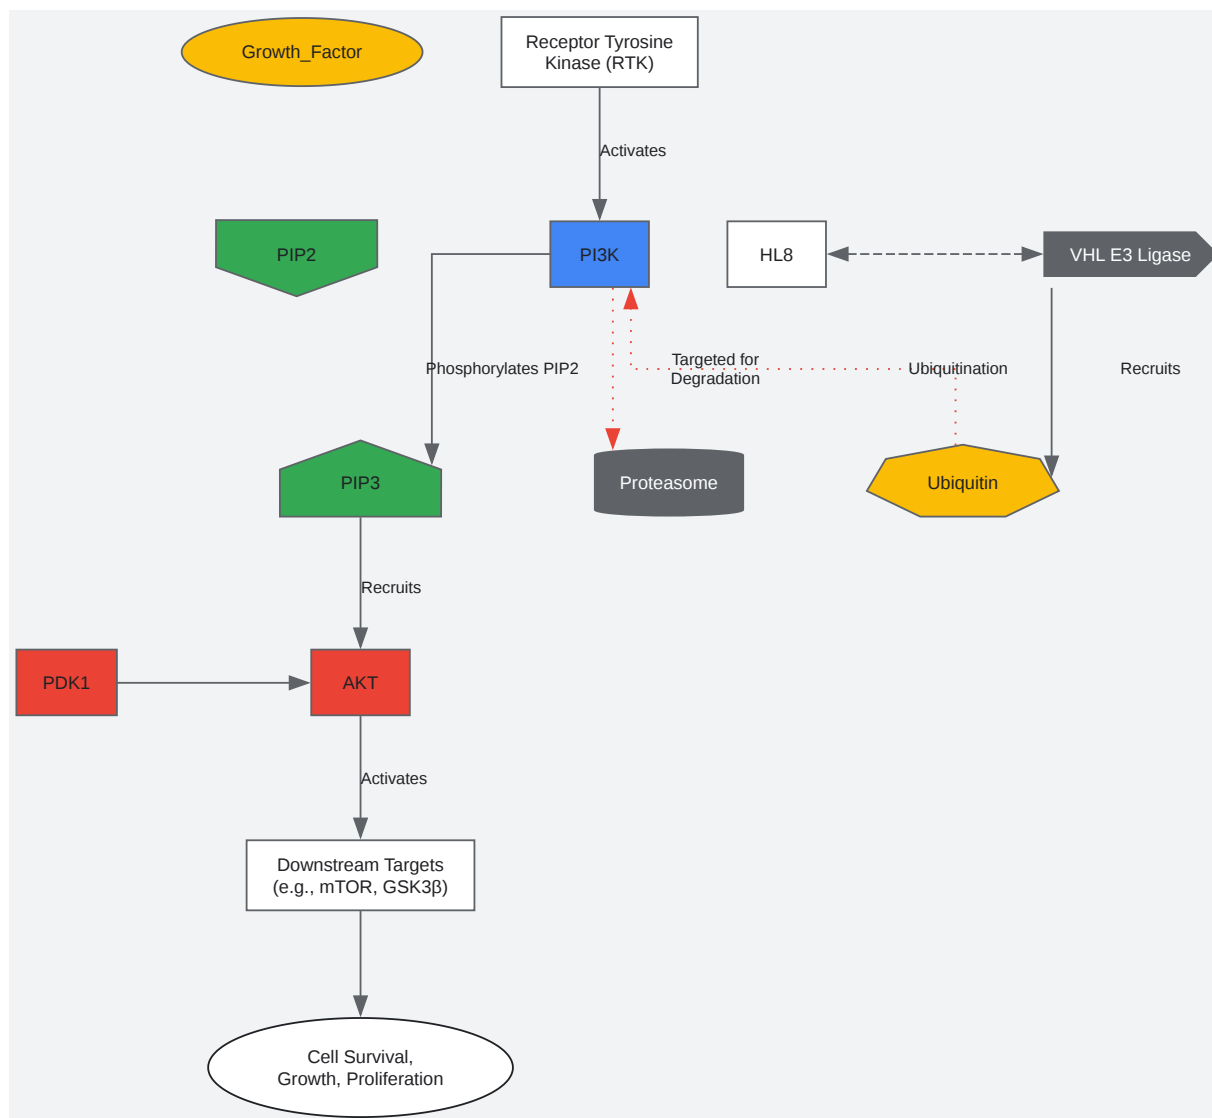 Growth_Factor
Receptor Tyrosine
Kinase (RTK)
Activates
PIP2
PI3K
HL8
VHL E3 Ligase
Phosphorylates PIP2
Targeted for
Degradation
Ubiquitination
Recruits
PIP3
Proteasome
Ubiquitin
Recruits
PDK1
AKT
Activates
Downstream Targets
(e.g., mTOR, GSK3β)
Cell Survival,
Growth, Proliferation